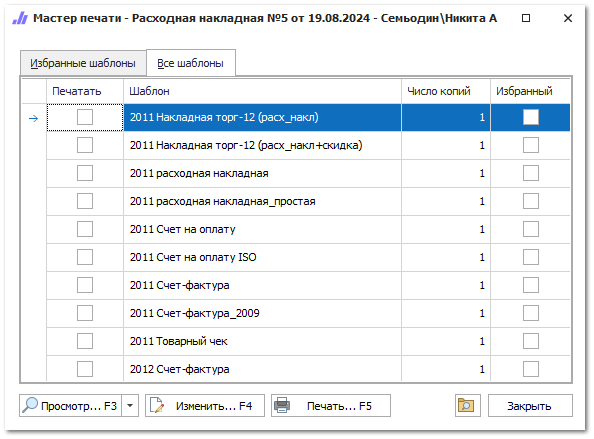 Мастер печати - Расходная накладная №5 от 19.08.2024 - Семьодин\Никита А
Избранные шаблоны Все шаблоны
Печатать Шаблон Число копий Избранный
2011 Накладная торг-12 (расх_накл) 1
2011 Накладная торг-12 (расх_накл+скидка) 1
2011 расходная накладная 1
2011 расходная накладная_простая 1
2011 Счет на оплату 1
2011 Счет на оплату ISO 1
2011 Счет-фактура 1
2011 Счет-фактура_2009 1
2011 Товарный чек 1
2012 Счет-фактура 1
Просмотр... F3 Изменить... F4 Печать... F5 Закрыть